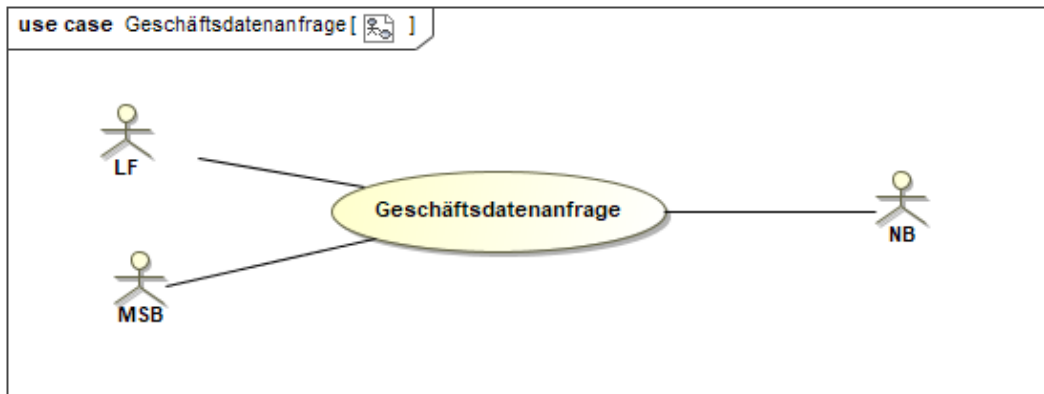 use case Geschäftsdatenanfrage [ ]
LF
Geschäftsdatenanfrage
NB
MSB